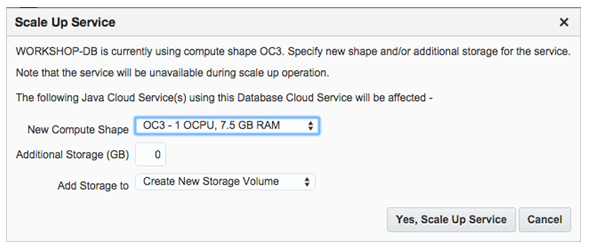 Scale Up Service
WORKSHOP-DB is currently using compute shape OC3. Specify new shape and/or additional storage for the service.
Note that the service will be unavailable during scale up operation.
The following Java Cloud Service(s) using this Database Cloud Service will be affected -
New Compute Shape OC3 - 1 OCPU, 7.5 GB RAM
Additional Storage (GB) 0
Add Storage to Create New Storage Volume
Yes, Scale Up Service Cancel